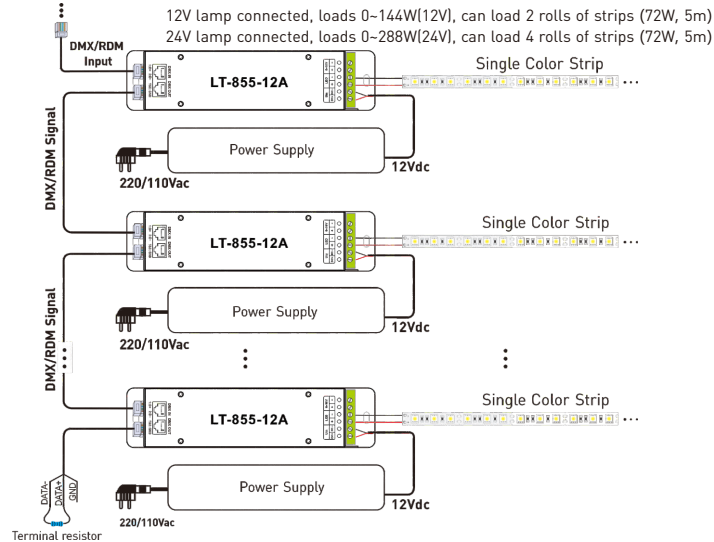 12V lamp connected, loads 0~144W(12V), can load 2 rolls of strips (72W, 5m)
24V lamp connected, loads 0~288W(24V), can load 4 rolls of strips (72W, 5m)
DMX/RDM
Input
LT-855-12A
Single Color Strip
Power Supply
12Vdc
220/110Vac
DMX/RDM Signal
LT-855-12A
Single Color Strip
Power Supply
12Vdc
220/110Vac
DMX/RDM Signal
LT-855-12A
Single Color Strip
Power Supply
12Vdc
220/110Vac
DATA-
DATA+
GND
Terminal resistor